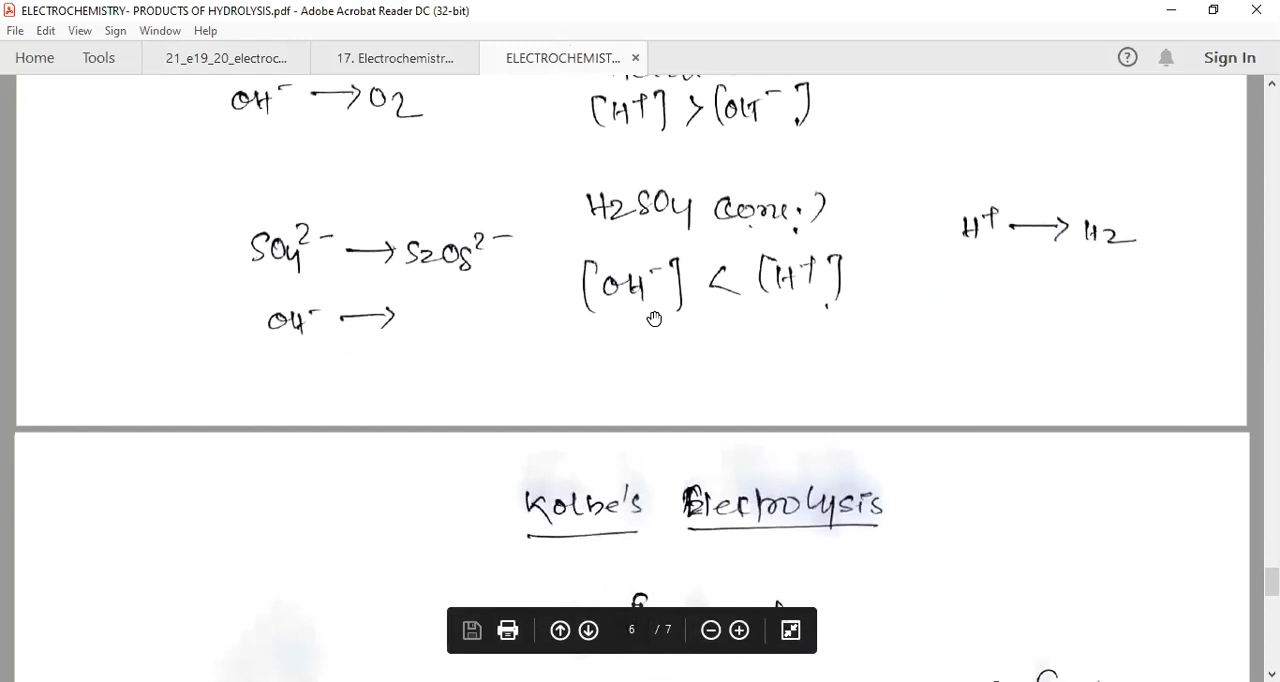 ELECTROCHEMISTRY- PRODUCTS OF HYDROLYSIS.pdf - Adobe Acrobat Reader DC (32-bit)
File Edit View Sign Window Help
Home Tools 21_e19_20_electroc... 17. Electrochemistr... ELECTROCHEMIST... × Sign In
OH⁻ → O2 [H⁺] > [OH⁻]
H2SO4 (conc.)
SO4²⁻ → S2O8²⁻ H⁺ → H2
[OH⁻] < [H⁺]
OH⁻ →
Kolbe's Electrolysis
6 / 7